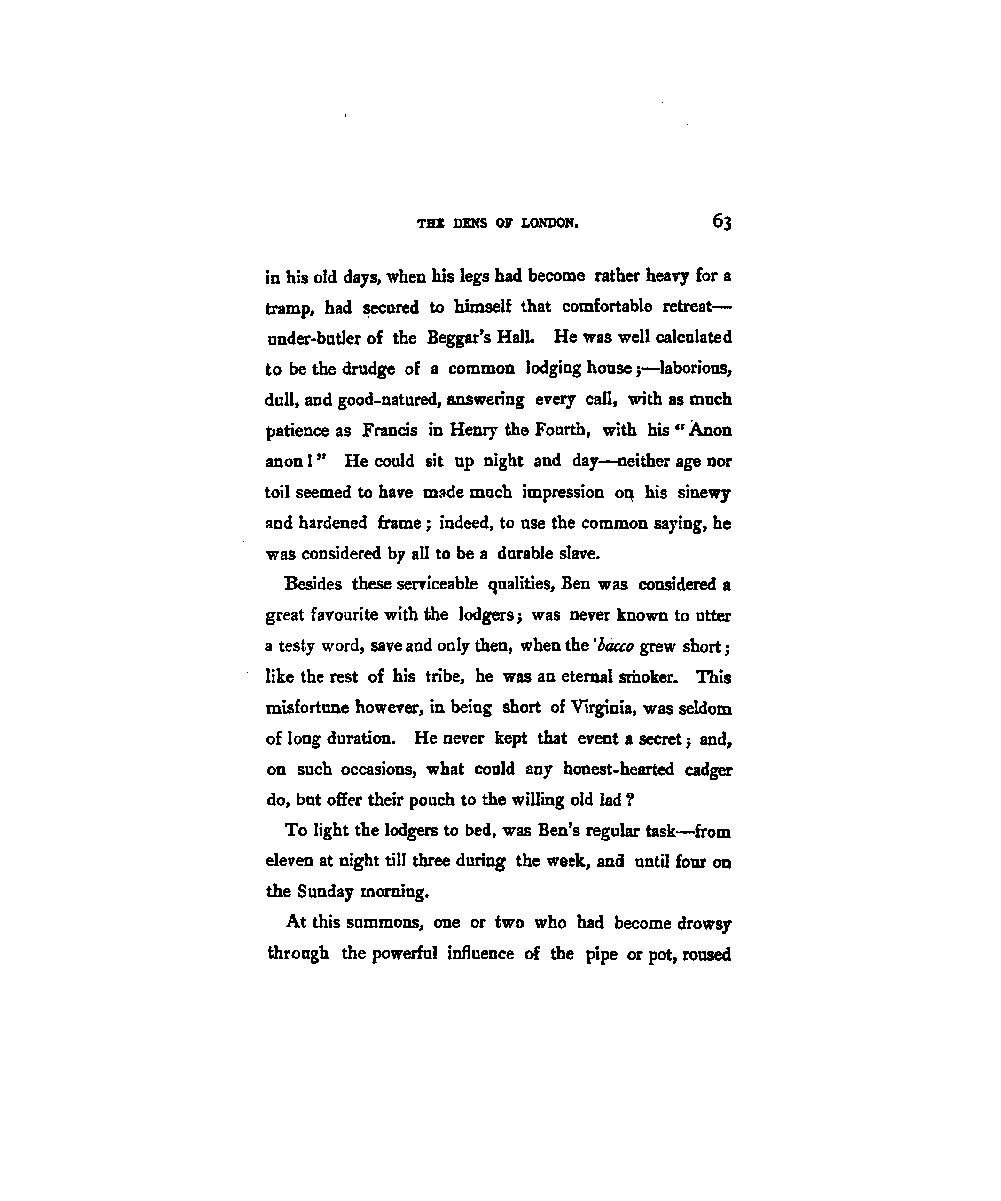 THE DENS OF LONDON. 63
in his old days, when his legs had become rather heavy for a
tramp, had secured to himself that comfortable retreat—
under-butler of the Beggar's Hall. He was well calculated
to be the drudge of a common lodging house;—laborious,
dull, and good-natured, answering every call, with as much
patience as Francis in Henry the Fourth, with his "Anon
anon!" He could sit up night and day—neither age nor
toil seemed to have made much impression on his sinewy
and hardened frame; indeed, to use the common saying, he
was considered by all to be a durable slave.
Besides these serviceable qualities, Ben was considered a
great favourite with the lodgers; was never known to utter
a testy word, save and only then, when the 'bacco grew short;
like the rest of his tribe, he was an eternal smoker. This
misfortune however, in being short of Virginia, was seldom
of long duration. He never kept that event a secret; and,
on such occasions, what could any honest-hearted cadger
do, but offer their pouch to the willing old lad?
To light the lodgers to bed, was Ben's regular task—from
eleven at night till three during the week, and until four on
the Sunday morning.
At this summons, one or two who had become drowsy
through the powerful influence of the pipe or pot, roused